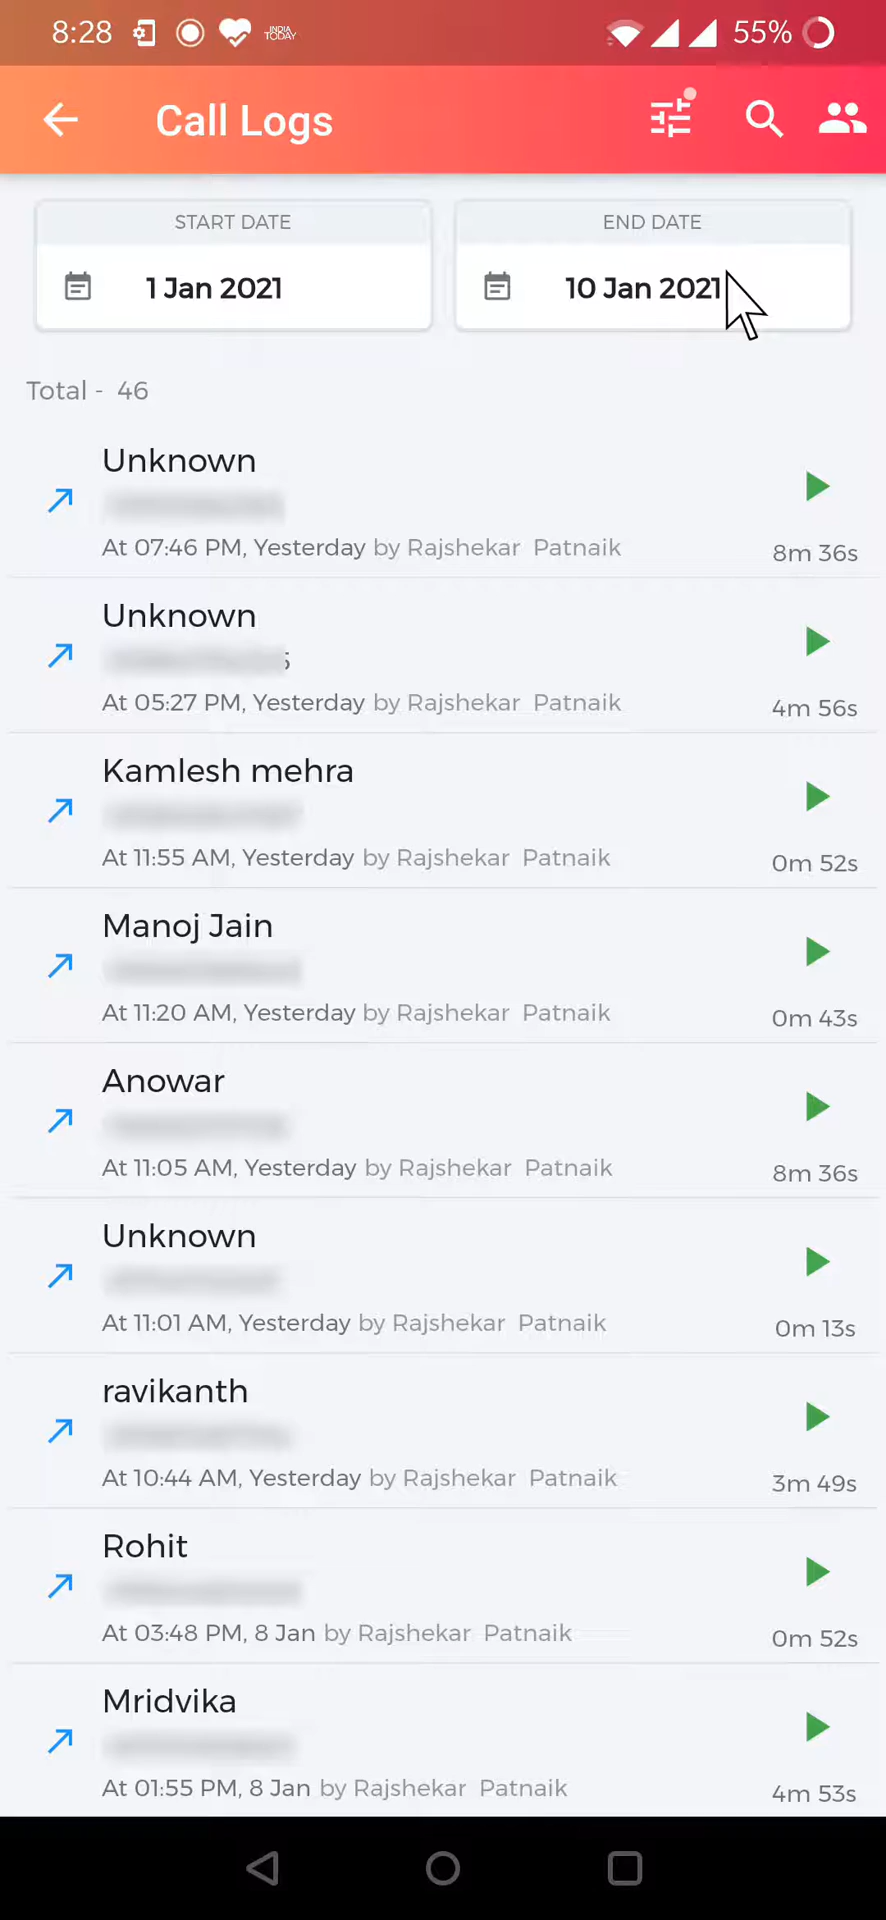 8:28
INDIA
TODAY
55%
Call Logs
START DATE
END DATE
1 Jan 2021
10 Jan 2021
Total - 46
Unknown
At 07:46 PM, Yesterday by Rajshekar Patnaik
8m 36s
Unknown
5
At 05:27 PM, Yesterday by Rajshekar Patnaik
4m 56s
Kamlesh mehra
At 11:55 AM, Yesterday by Rajshekar Patnaik
0m 52s
Manoj Jain
At 11:20 AM, Yesterday by Rajshekar Patnaik
0m 43s
Anowar
At 11:05 AM, Yesterday by Rajshekar Patnaik
8m 36s
Unknown
At 11:01 AM, Yesterday by Rajshekar Patnaik
0m 13s
ravikanth
At 10:44 AM, Yesterday by Rajshekar Patnaik
3m 49s
Rohit
At 03:48 PM, 8 Jan by Rajshekar Patnaik
0m 52s
Mridvika
At 01:55 PM, 8 Jan by Rajshekar Patnaik
4m 53s